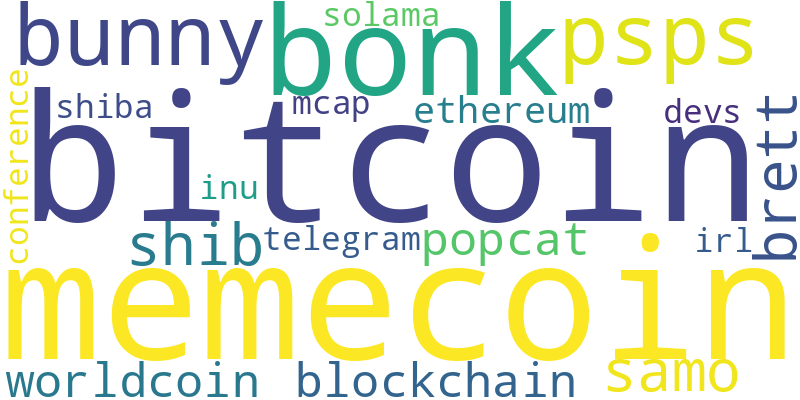 solama
bunny bonk psps
conference shiba mcap ethereum devs brett
bitcoin
inu
shib telegram popcat irl
memecoin
worldcoin blockchain samo